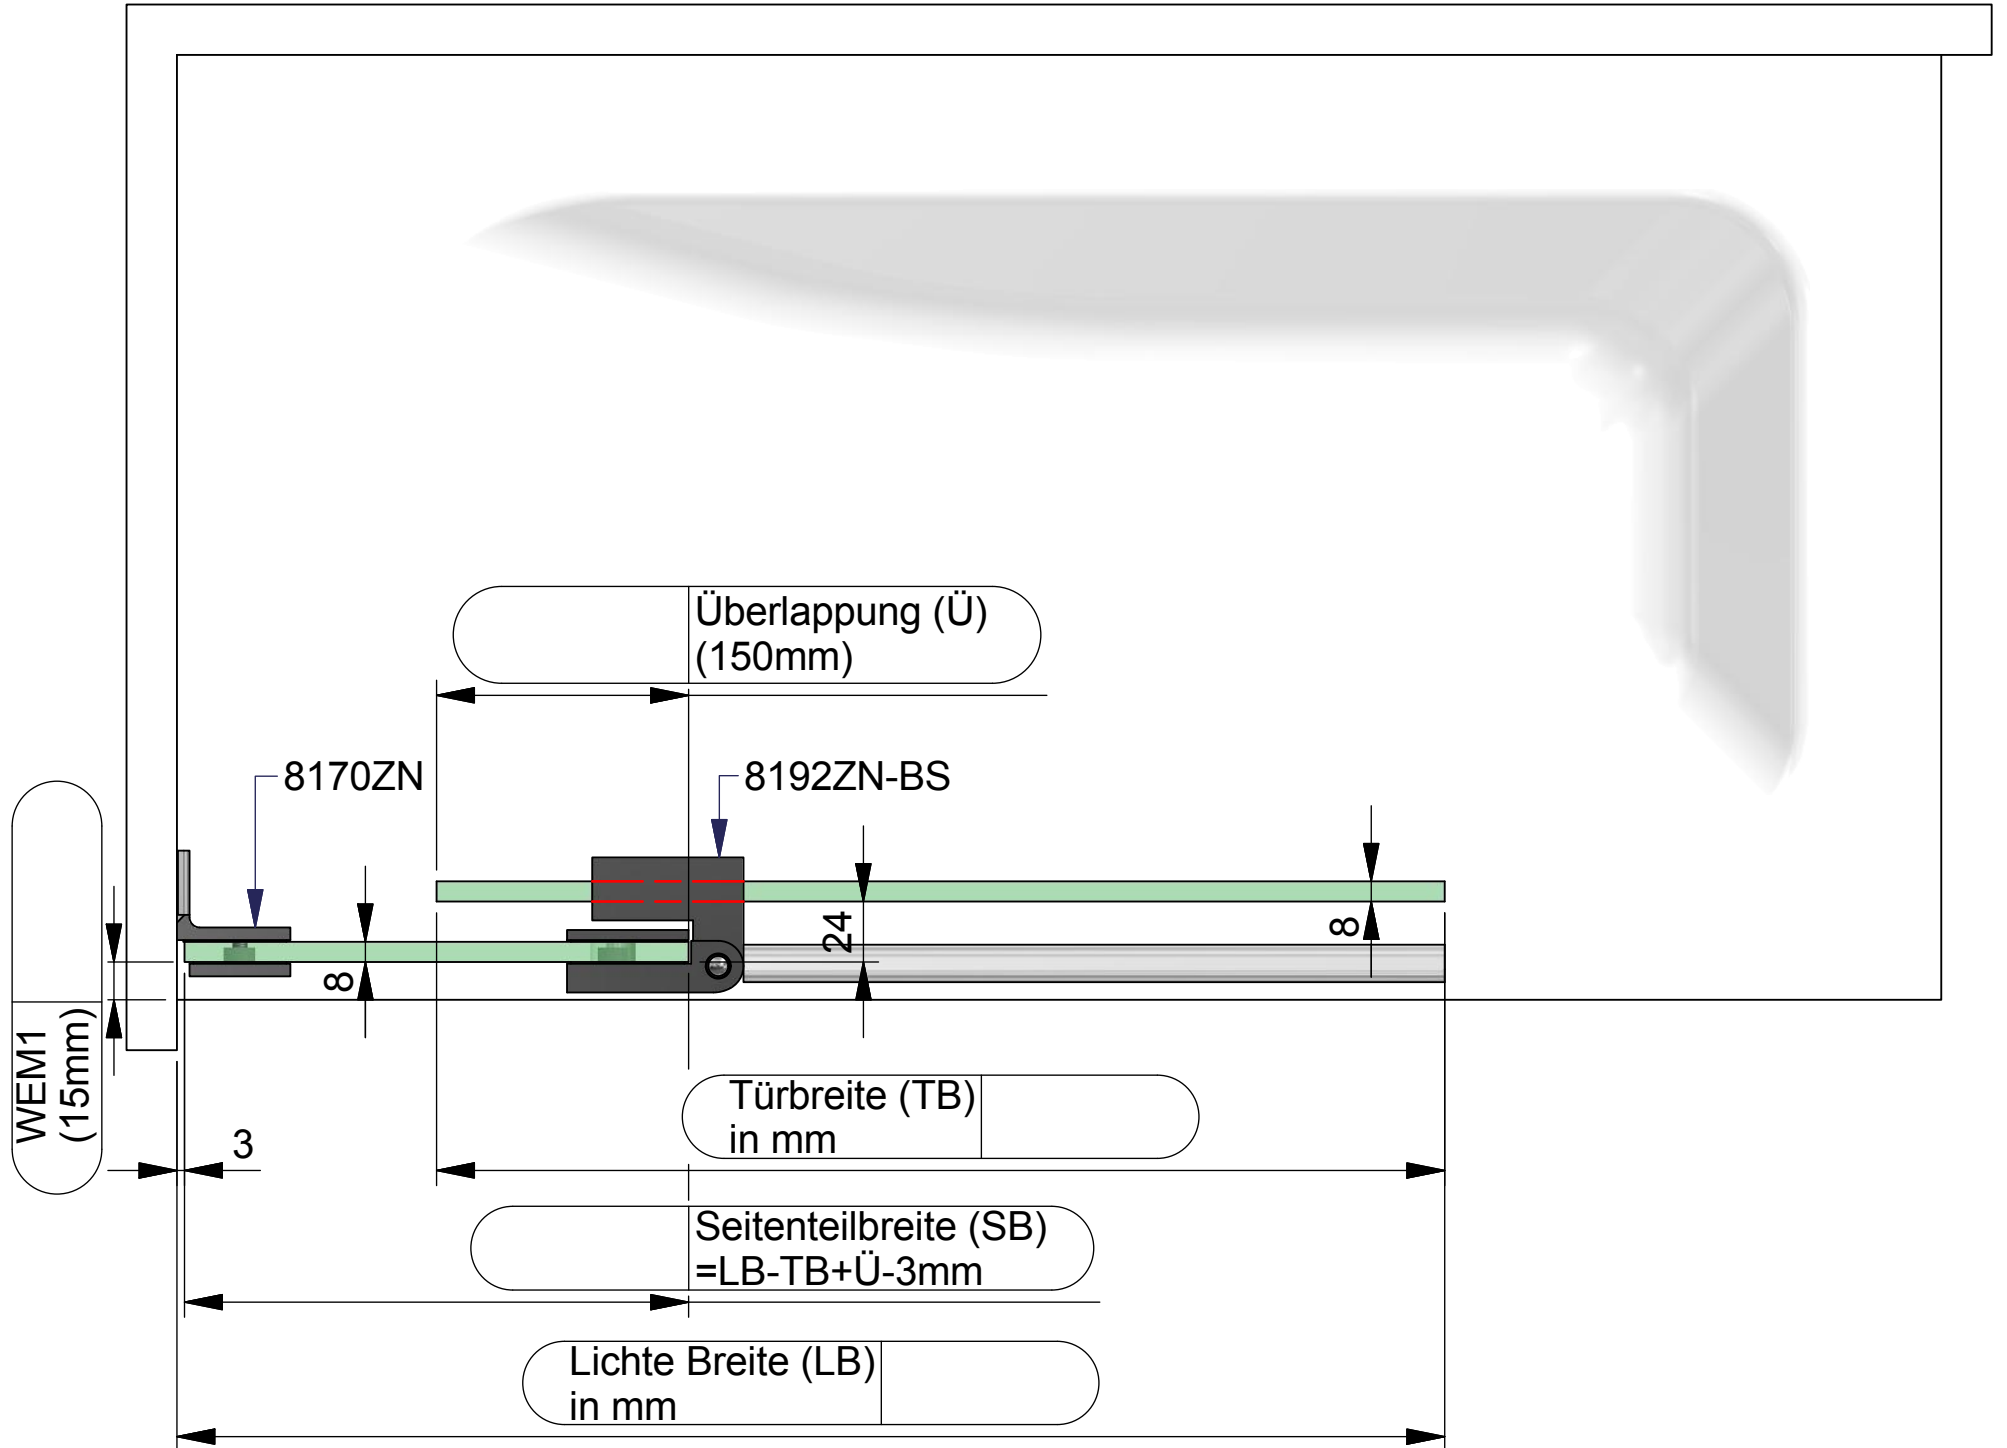 Überlappung (Ü)
(150mm)
8170ZN
8192ZN-BS
24
8
8
WEM1
(15mm)
3
Türbreite (TB)
in mm
Seitenteilbreite (SB)
=LB-TB+Ü-3mm
Lichte Breite (LB)
in mm